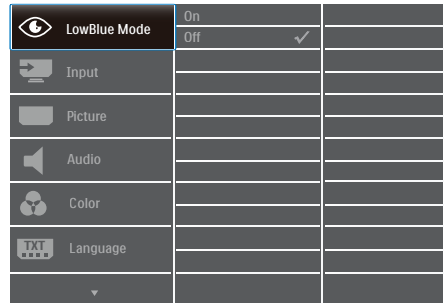 LowBlue Mode
On
Off
Input
Picture
Audio
Color
TXT
Language